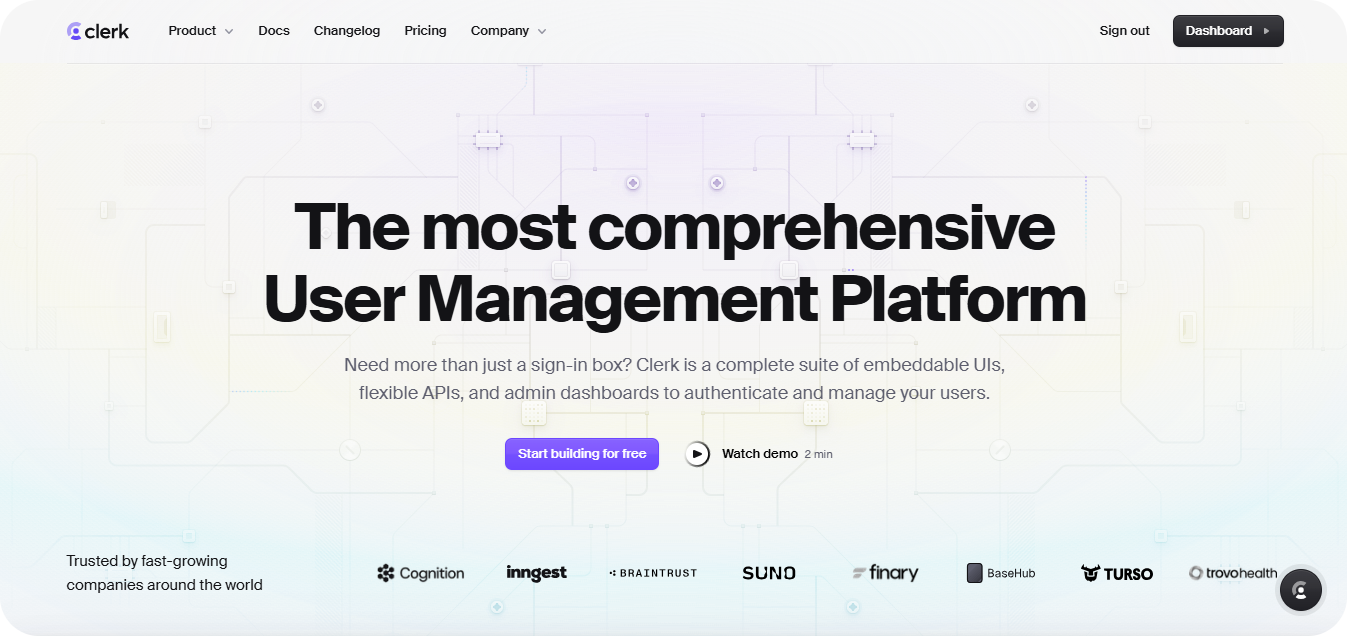 clerk
Product
Docs
Changelog
Pricing
Company
Sign out
Dashboard
The most comprehensive
User Management Platform
Need more than just a sign-in box? Clerk is a complete suite of embeddable UIs,
flexible APIs, and admin dashboards to authenticate and manage your users.
Start building for free
Watch demo 2 min
Trusted by fast-growing
companies around the world
Cognition
inngest
BRAINTRUST
SUNO
finary
BaseHub
TURSO
trovohealth